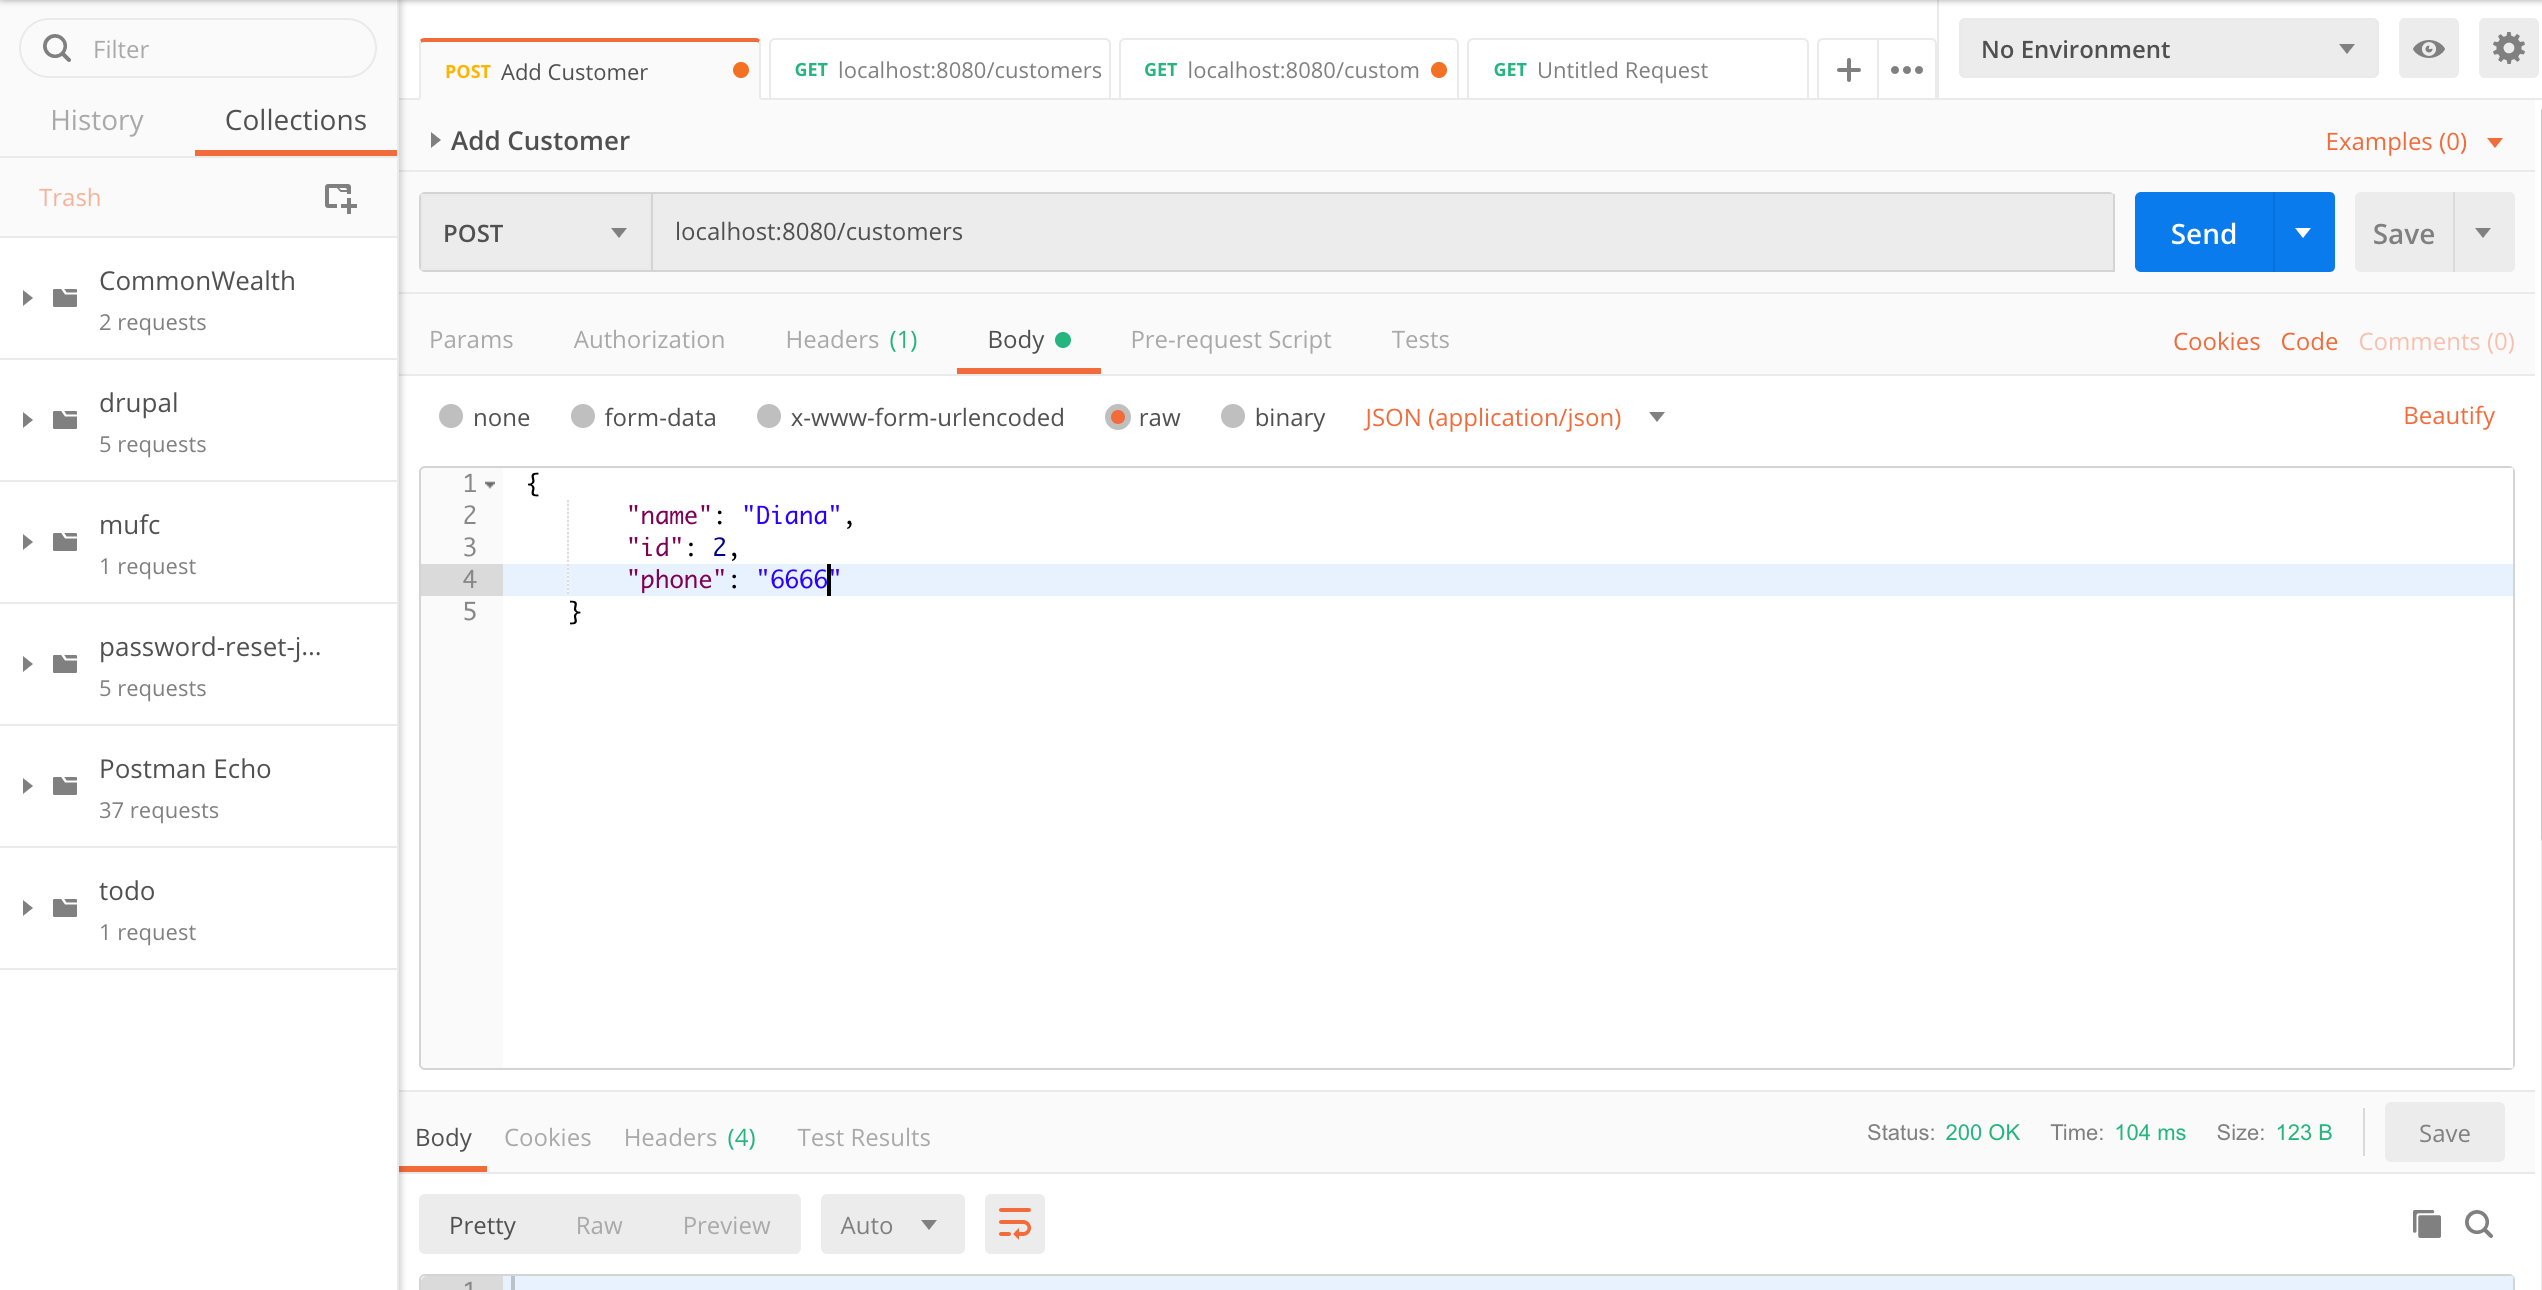 Filter
History Collections
Trash
CommonWealth
2 requests
drupal
5 requests
mufc
1 request
password-reset-j...
5 requests
Postman Echo
37 requests
todo
1 request
POST Add Customer
GET localhost:8080/customers
GET localhost:8080/custom
GET Untitled Request
No Environment
Add Customer
Examples (0)
POST localhost:8080/customers
Send Save
Params Authorization Headers (1) Body Pre-request Script Tests
Cookies Code Comments (0)
none form-data x-www-form-urlencoded raw binary JSON (application/json) Beautify
1 {
2 "name": "Diana",
3 "id": 2,
4 "phone": "6666"
5 }
Body Cookies Headers (4) Test Results
Status: 200 OK Time: 104 ms Size: 123 B Save
Pretty Raw Preview Auto
1